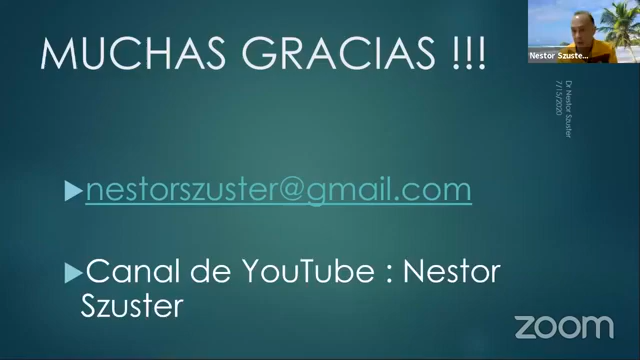 MUCHAS GRACIAS !!!
Nestor Szuste...
Dr Nestor Szuster
7/15/2020
nestorszuster@gmail.com
Canal de YouTube : Nestor
Szuster
zoom